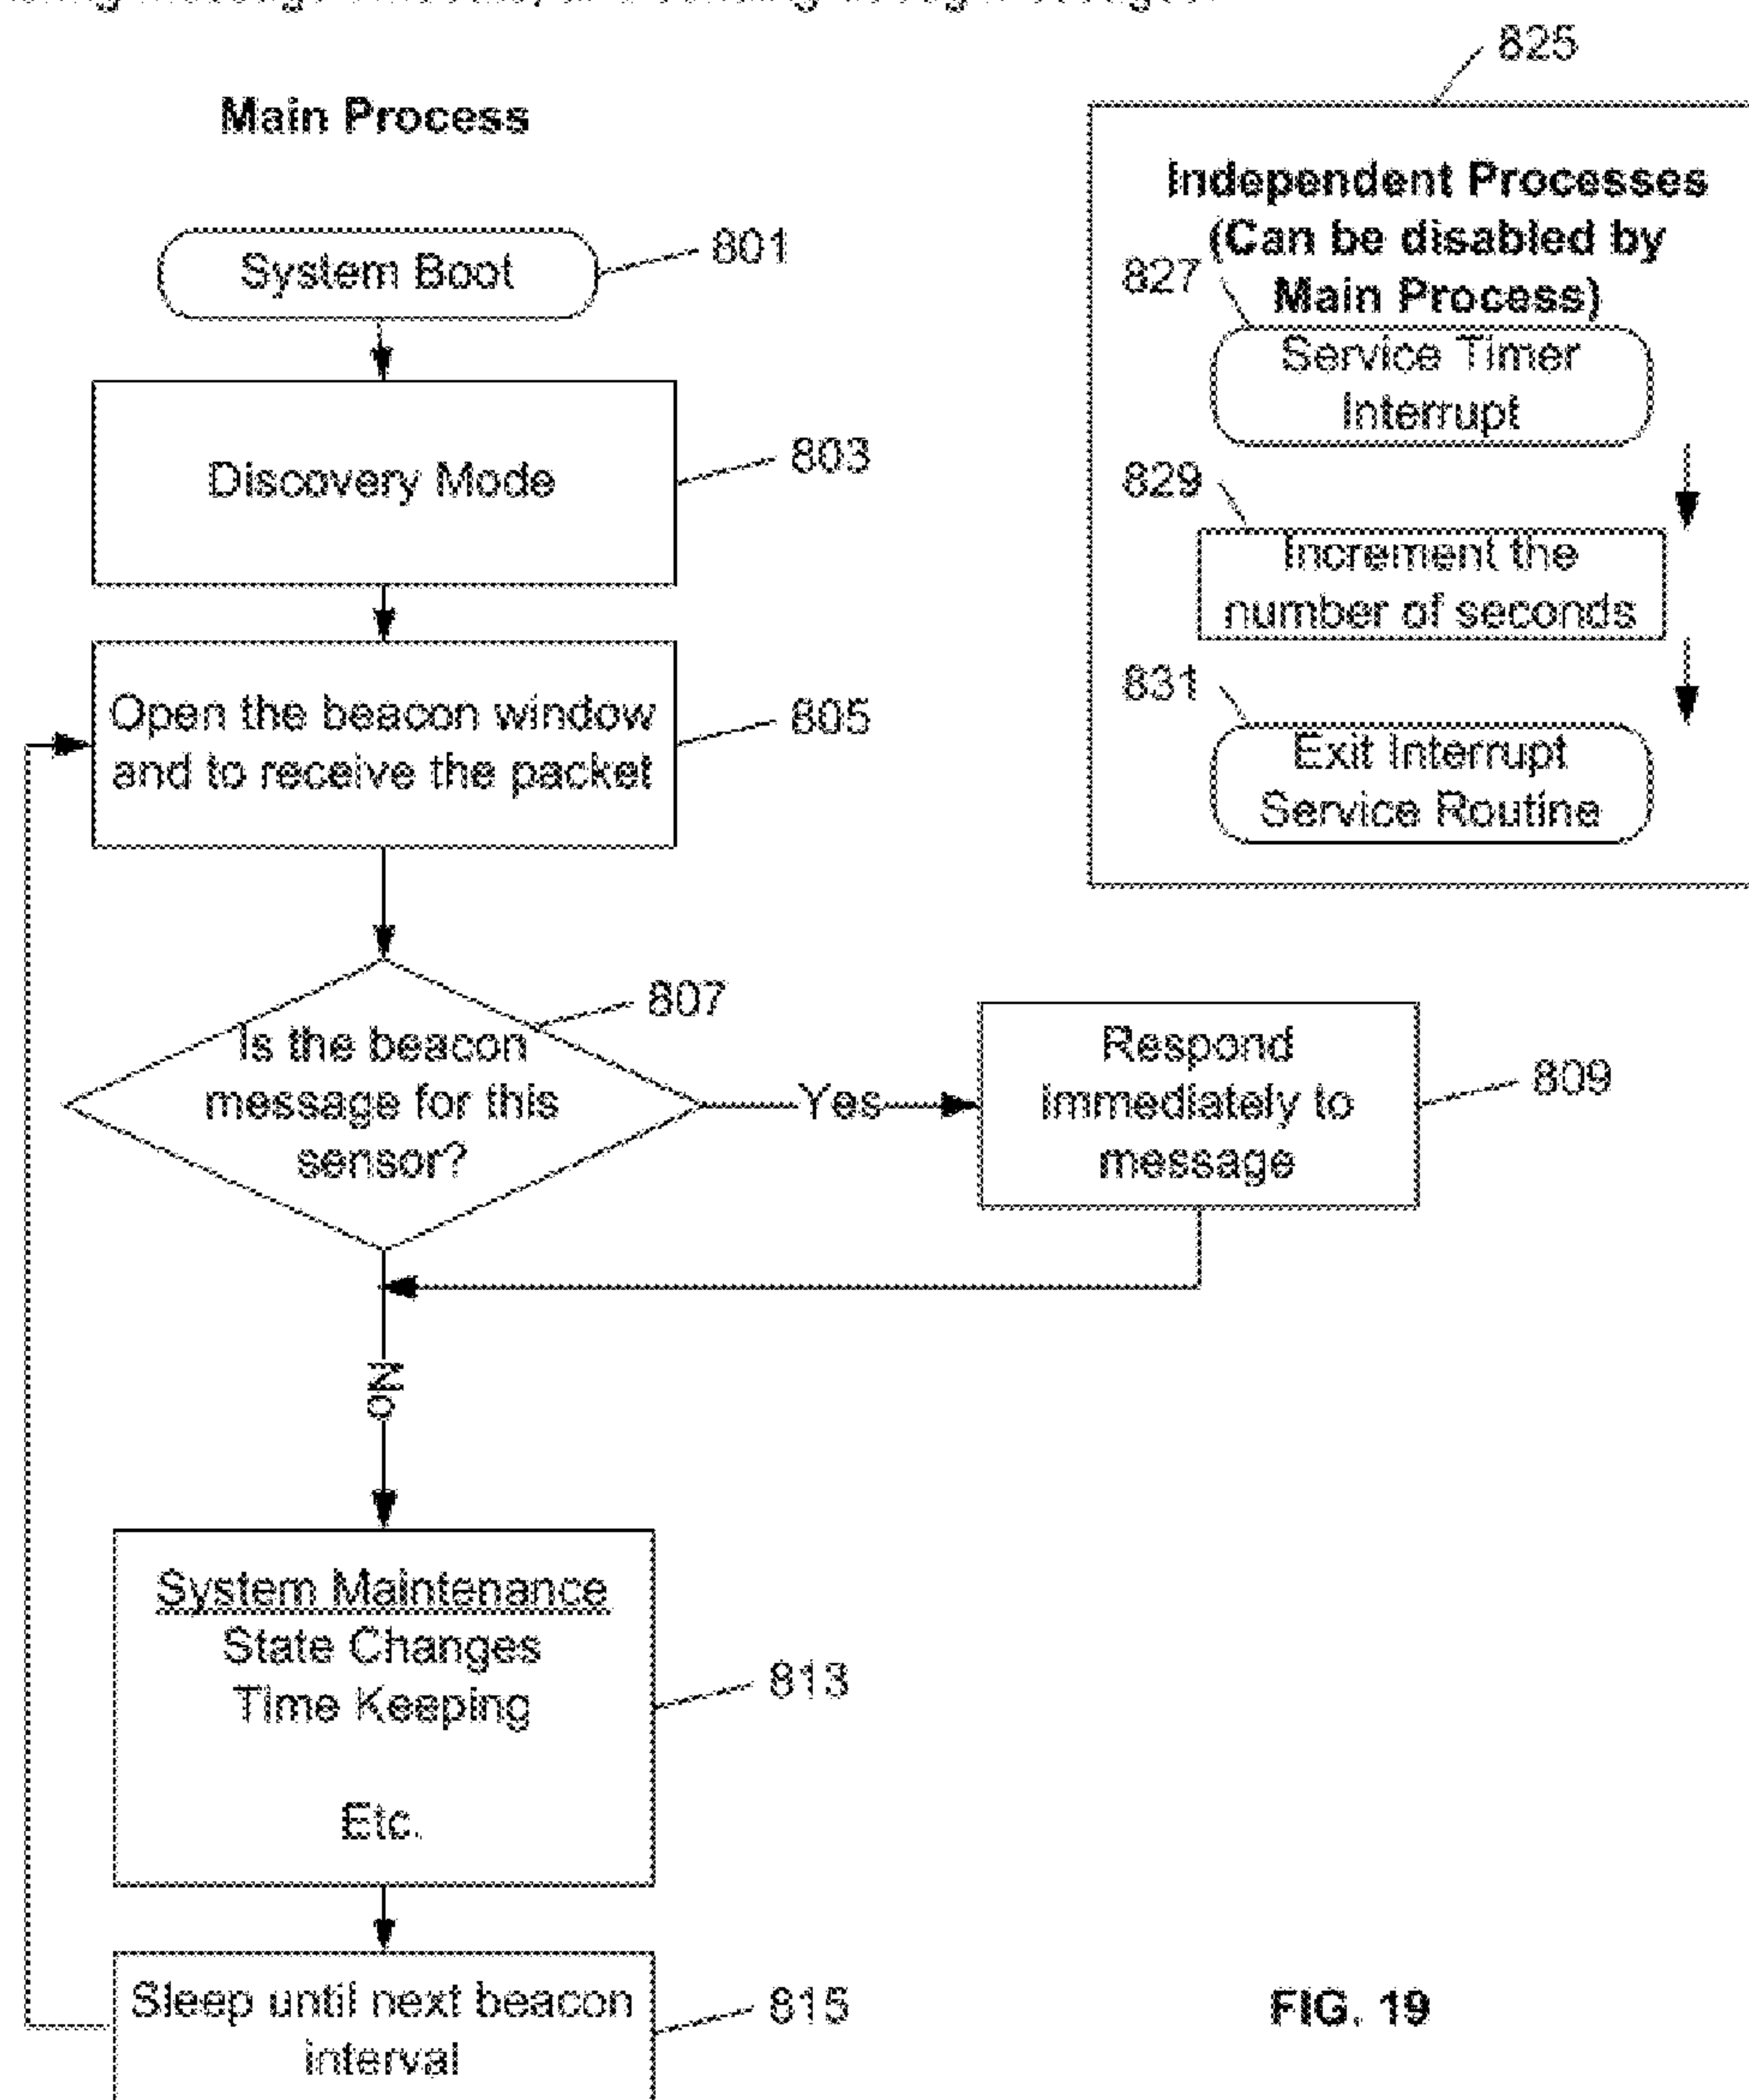 825
Main Process
Independent Processes
(Can be disabled by
Main Process)
801
System Boot
827
Service Timer
Interrupt
803
Discovery Mode
829
Increment the
number of seconds
805
Open the beacon window
and to receive the packet
831
Exit Interrupt
Service Routine
807
Is the beacon
message for this
sensor?
Yes
Respond
immediately to
message
809
No
System Maintenance
State Changes
Time Keeping
Etc.
813
Sleep until next beacon
interval
815
FIG. 19